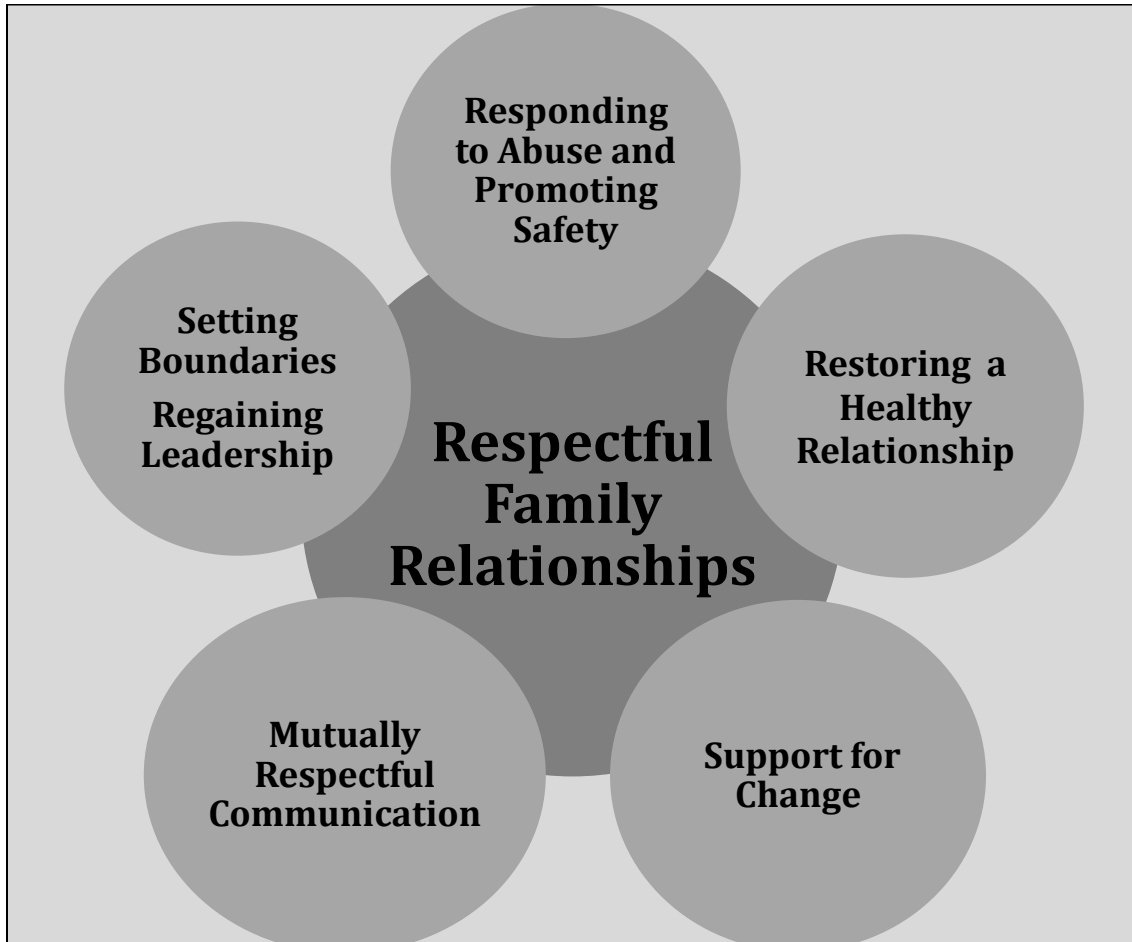 Responding
to Abuse and
Promoting
Safety
Setting
Boundaries
Regaining
Leadership
Restoring a
Healthy
Relationship
Respectful
Family
Relationships
Mutually
Respectful
Communication
Support for
Change